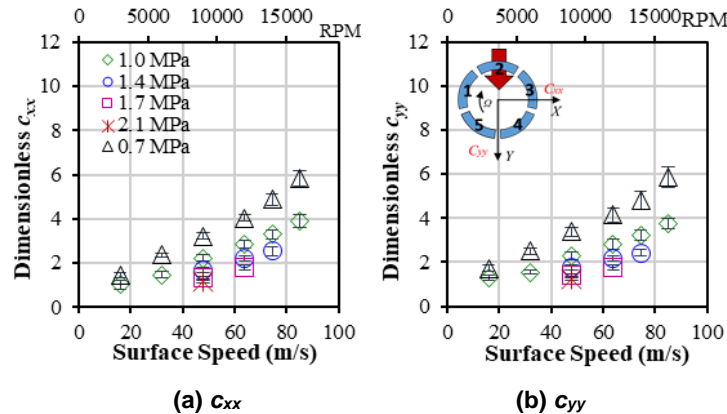 0 5000 10000 15000
RPM
12
10
8
6
4
2
0
0 20 40 60 80 100
Dimensionless cxx
Surface Speed (m/s)
1.0 MPa
1.4 MPa
1.7 MPa
2.1 MPa
0.7 MPa
(a) cxx
0 5000 10000 15000
RPM
12
10
8
6
4
2
0
0 20 40 60 80 100
Dimensionless cyy
Surface Speed (m/s)
2
1 3
5 4
Ω
Cxx
X
Cyy
Y
(b) cyy